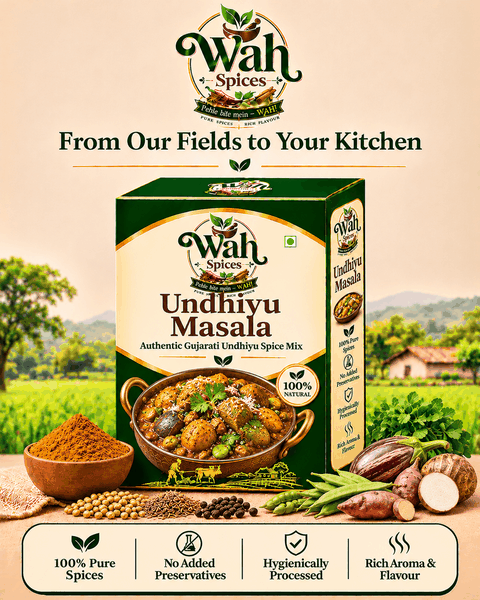 Wah
Spices
Pehle bite mein – WAH!
PURE SPICES RICH FLAVOUR
From Our Fields to Your Kitchen
Wah
Spices
Pehle bite mein – WAH!
Undhiyu
Masala
Authentic Gujarati Undhiyu Spice Mix
100%
NATURAL
Wah
Spices
Undhiyu
Masala
100% Pure
Spices
No Added
Preservatives
Hygienically
Processed
Rich Aroma &
Flavour
100% Pure
Spices
No Added
Preservatives
Hygienically
Processed
Rich Aroma &
Flavour